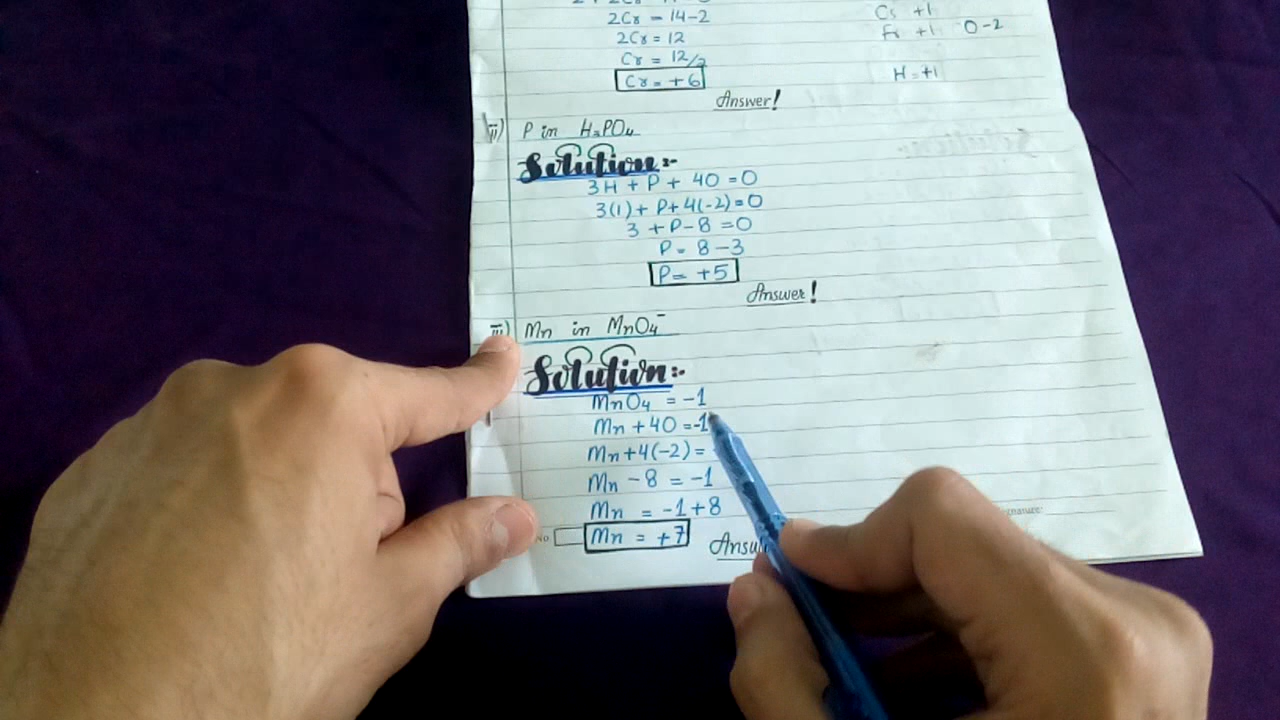 2Cr = 14-2
2Cr = 12
Cr = 12/2
Cr = +6
Answer!
Cs +1
Fr +1 O-2
H = +1
ii) P in H₃PO₄
Solution:-
3H + P + 4O = 0
3(1) + P + 4(-2) = 0
3 + P - 8 = 0
P = 8 - 3
P = +5
Answer!
iii) Mn in MnO₄⁻
Solution:-
MnO₄ = -1
Mn + 4O = -1
Mn + 4(-2) =
Mn - 8 = -1
Mn = -1 + 8
Mn = +7
No